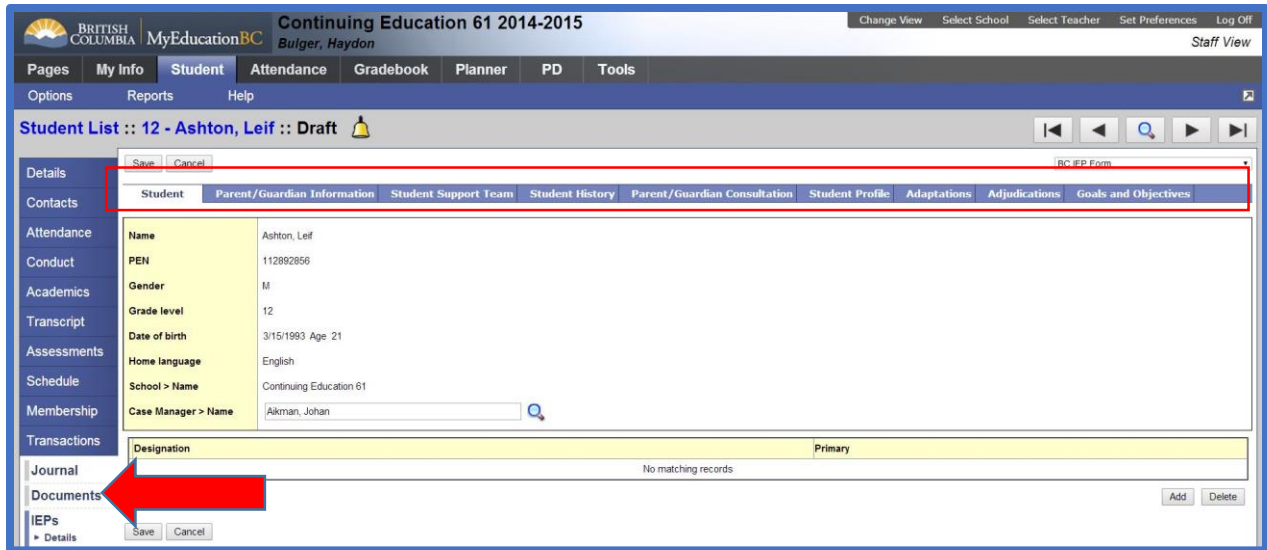 BRITISH COLUMBIA MyEducationBC
Continuing Education 61 2014-2015
Bulger, Haydon
Change View Select School Select Teacher Set Preferences Log Off
Staff View
Pages My Info Student Attendance Gradebook Planner PD Tools
Options Reports Help
Student List :: 12 - Ashton, Leif :: Draft
Details
Contacts
Attendance
Conduct
Academics
Transcript
Assessments
Schedule
Membership
Transactions
Journal
Documents
IEPs
Details
Save Cancel
BC IEP Form
Student Parent/Guardian Information Student Support Team Student History Parent/Guardian Consultation Student Profile Adaptations Adjudications Goals and Objectives
Name Ashton, Leif
PEN 112892856
Gender M
Grade level 12
Date of birth 3/15/1993 Age 21
Home language English
School > Name Continuing Education 61
Case Manager > Name Aikman, Johan
Designation Primary
No matching records
Add Delete
Save Cancel